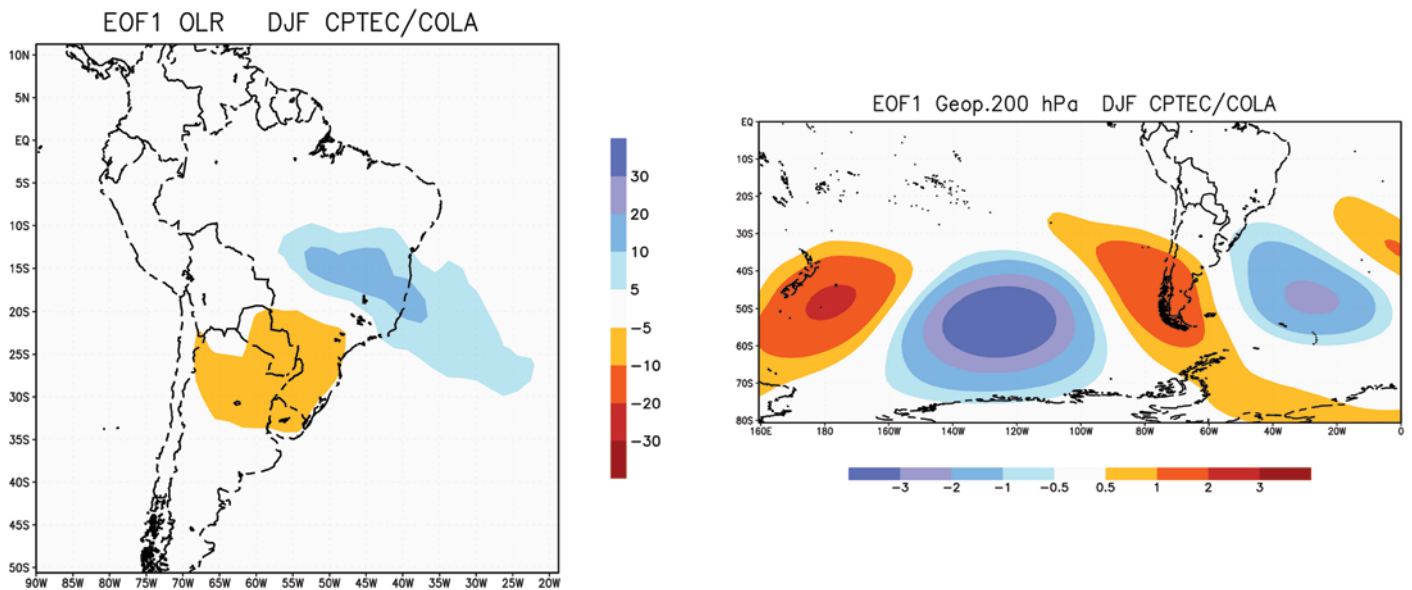 EOF1 OLR DJF CPTEC/COLA
10N
5N
EQ
5S
10S
15S
20S
25S
30S
35S
40S
45S
50S
90W 85W 80W 75W 70W 65W 60W 55W 50W 45W 40W 35W 30W 25W 20W
30
20
10
5
-5
-10
-20
-30
EOF1 Geop.200 hPa DJF CPTEC/COLA
EQ
10S
20S
30S
40S
50S
60S
70S
80S
160E 180 160W 140W 120W 100W 80W 60W 40W 20W 0
-3 -2 -1 -0.5 0.5 1 2 3